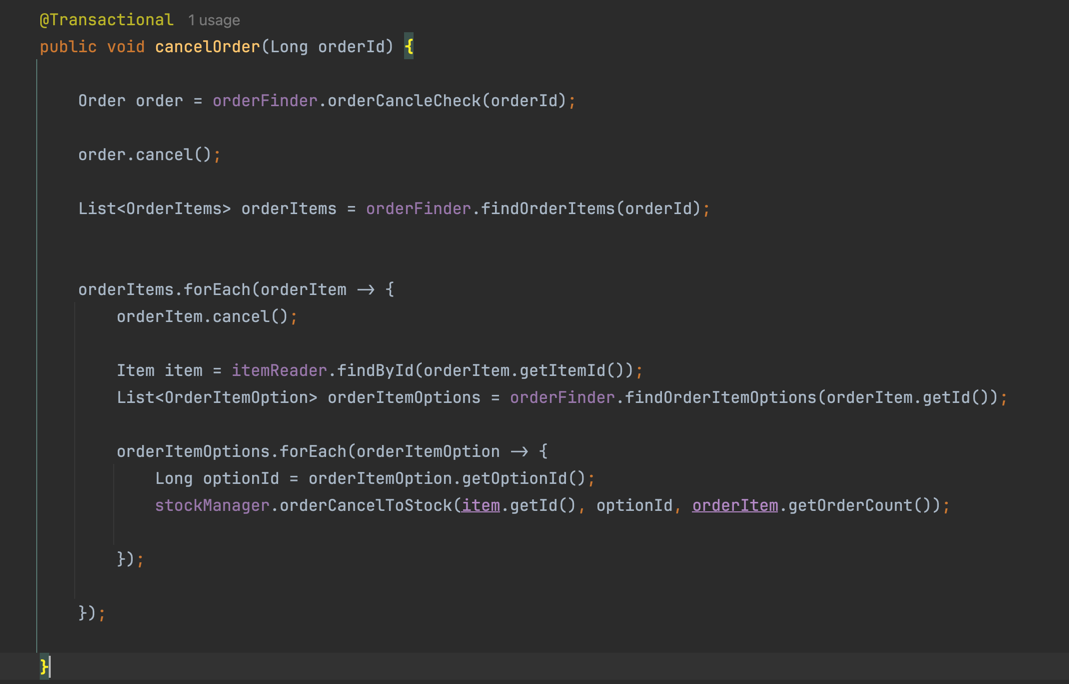 @Transactional 1 usage
public void cancelOrder(Long orderId) {
Order order = orderFinder.orderCancleCheck(orderId);
order.cancel();
List<OrderItems> orderItems = orderFinder.findOrderItems(orderId);
orderItems.forEach(orderItem -> {
orderItem.cancel();
Item item = itemReader.findById(orderItem.getItemId());
List<OrderItemOption> orderItemOptions = orderFinder.findOrderItemOptions(orderItem.getId());
orderItemOptions.forEach(orderItemOption -> {
Long optionId = orderItemOption.getOptionId();
stockManager.orderCancelToStock(item.getId(), optionId, orderItem.getOrderCount());
});
});
}